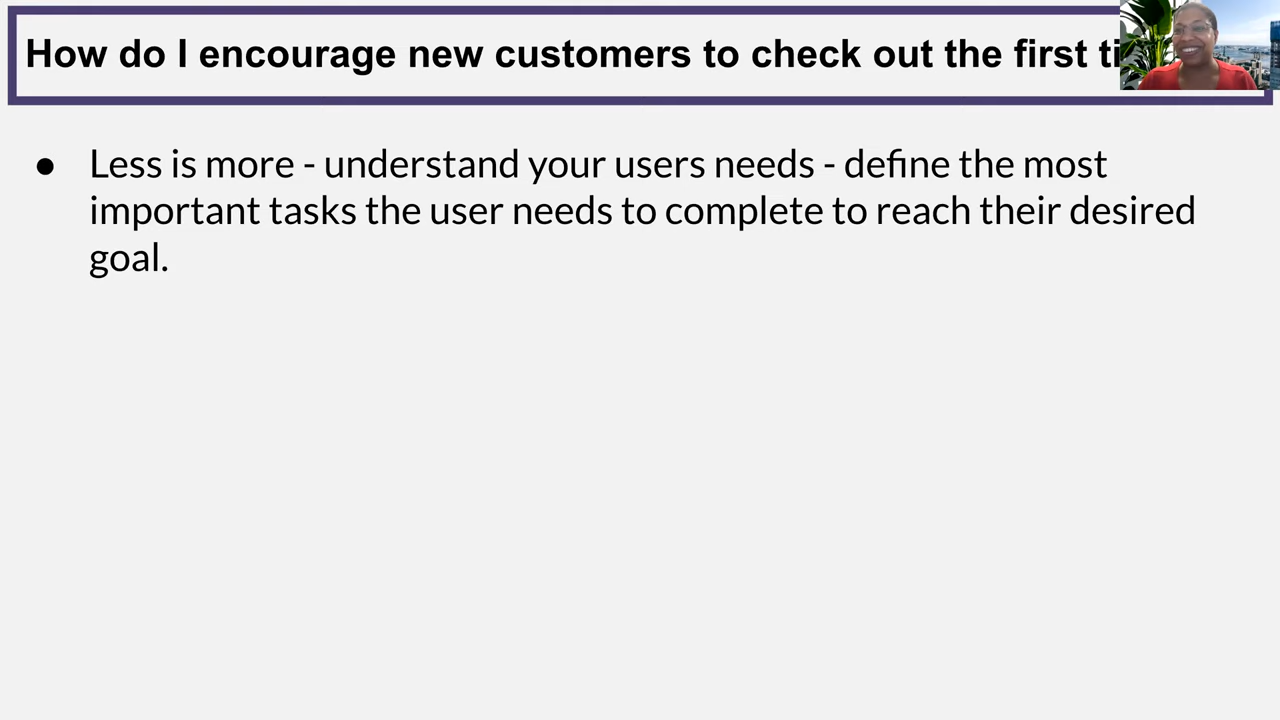 How do I encourage new customers to check out the first
● Less is more - understand your users needs - define the most
important tasks the user needs to complete to reach their desired
goal.